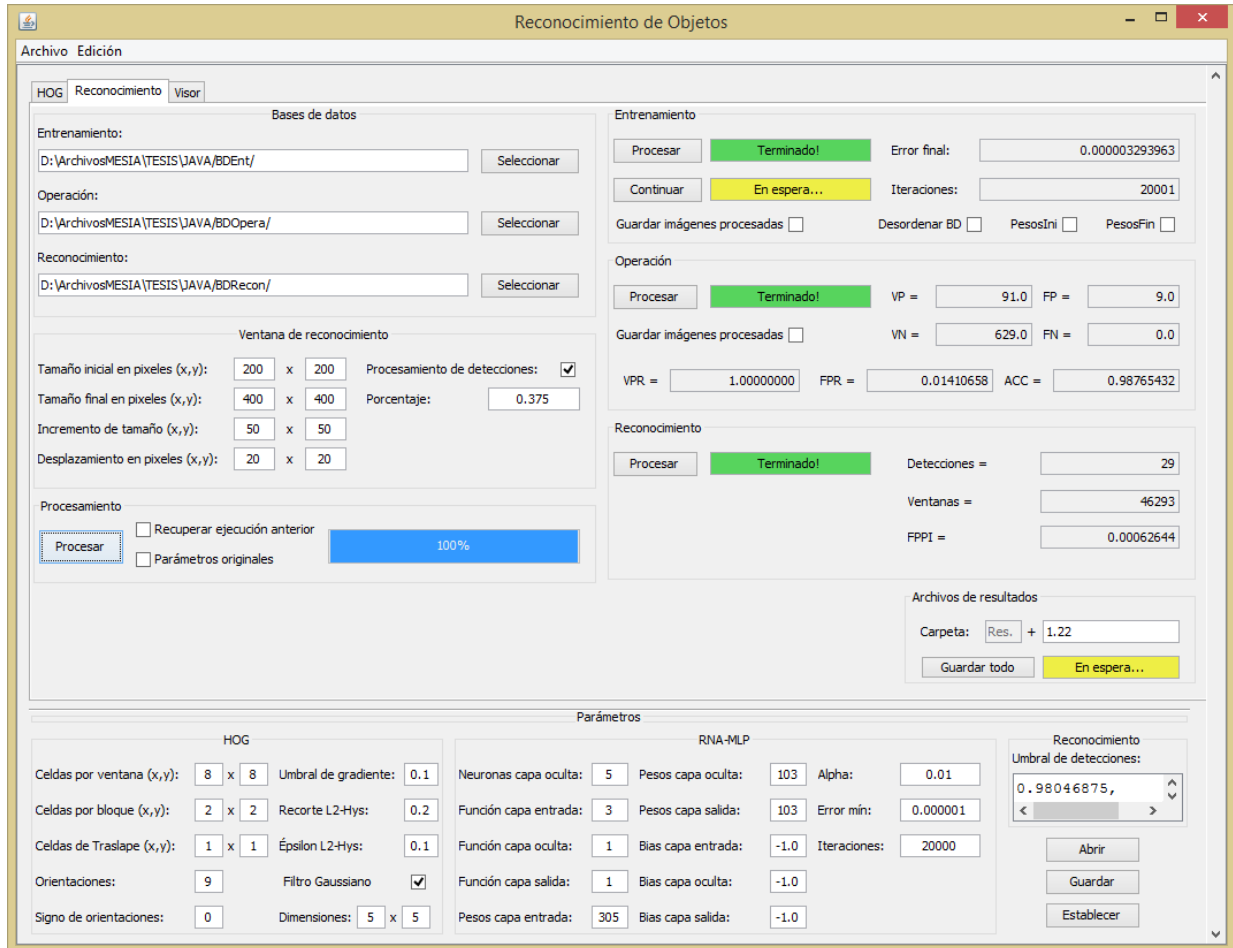 Reconocimiento de Objetos
Archivo Edición
HOG Reconocimiento Visor
Bases de datos
Entrenamiento:
D:\ArchivosMESIA\TESIS\JAVA/BDEnt/ Seleccionar
Operación:
D:\ArchivosMESIA\TESIS\JAVA/BDOpera/ Seleccionar
Reconocimiento:
D:\ArchivosMESIA\TESIS\JAVA/BDRecon/ Seleccionar
Ventana de reconocimiento
Tamaño inicial en pixeles (x,y): 200 x 200 Procesamiento de detecciones:
Tamaño final en pixeles (x,y): 400 x 400 Porcentaje: 0.375
Incremento de tamaño (x,y): 50 x 50
Desplazamiento en pixeles (x,y): 20 x 20
Procesamiento
Procesar Recuperar ejecución anterior 100%
Parámetros originales
Entrenamiento
Procesar Terminado! Error final: 0.000003293963
Continuar En espera... Iteraciones: 20001
Guardar imágenes procesadas Desordenar BD PesosIni PesosFin
Operación
Procesar Terminado! VP = 91.0 FP = 9.0
Guardar imágenes procesadas VN = 629.0 FN = 0.0
VPR = 1.00000000 FPR = 0.01410658 ACC = 0.98765432
Reconocimiento
Procesar Terminado! Detecciones = 29
Ventanas = 46293
FPPI = 0.00062644
Archivos de resultados
Carpeta: Res. + 1.22
Guardar todo En espera...
Parámetros
HOG
Celdas por ventana (x,y): 8 x 8 Umbral de gradiente: 0.1
Celdas por bloque (x,y): 2 x 2 Recorte L2-Hys: 0.2
Celdas de Traslape (x,y): 1 x 1 Épsilon L2-Hys: 0.1
Orientaciones: 9 Filtro Gaussiano
Signo de orientaciones: 0 Dimensiones: 5 x 5
RNA-MLP
Neuronas capa oculta: 5 Pesos capa oculta: 103 Alpha: 0.01
Función capa entrada: 3 Pesos capa salida: 103 Error mín: 0.000001
Función capa oculta: 1 Bias capa entrada: -1.0 Iteraciones: 20000
Función capa salida: 1 Bias capa oculta: -1.0
Pesos capa entrada: 305 Bias capa salida: -1.0
Reconocimiento
Umbral de detecciones:
0.98046875,
Abrir
Guardar
Establecer